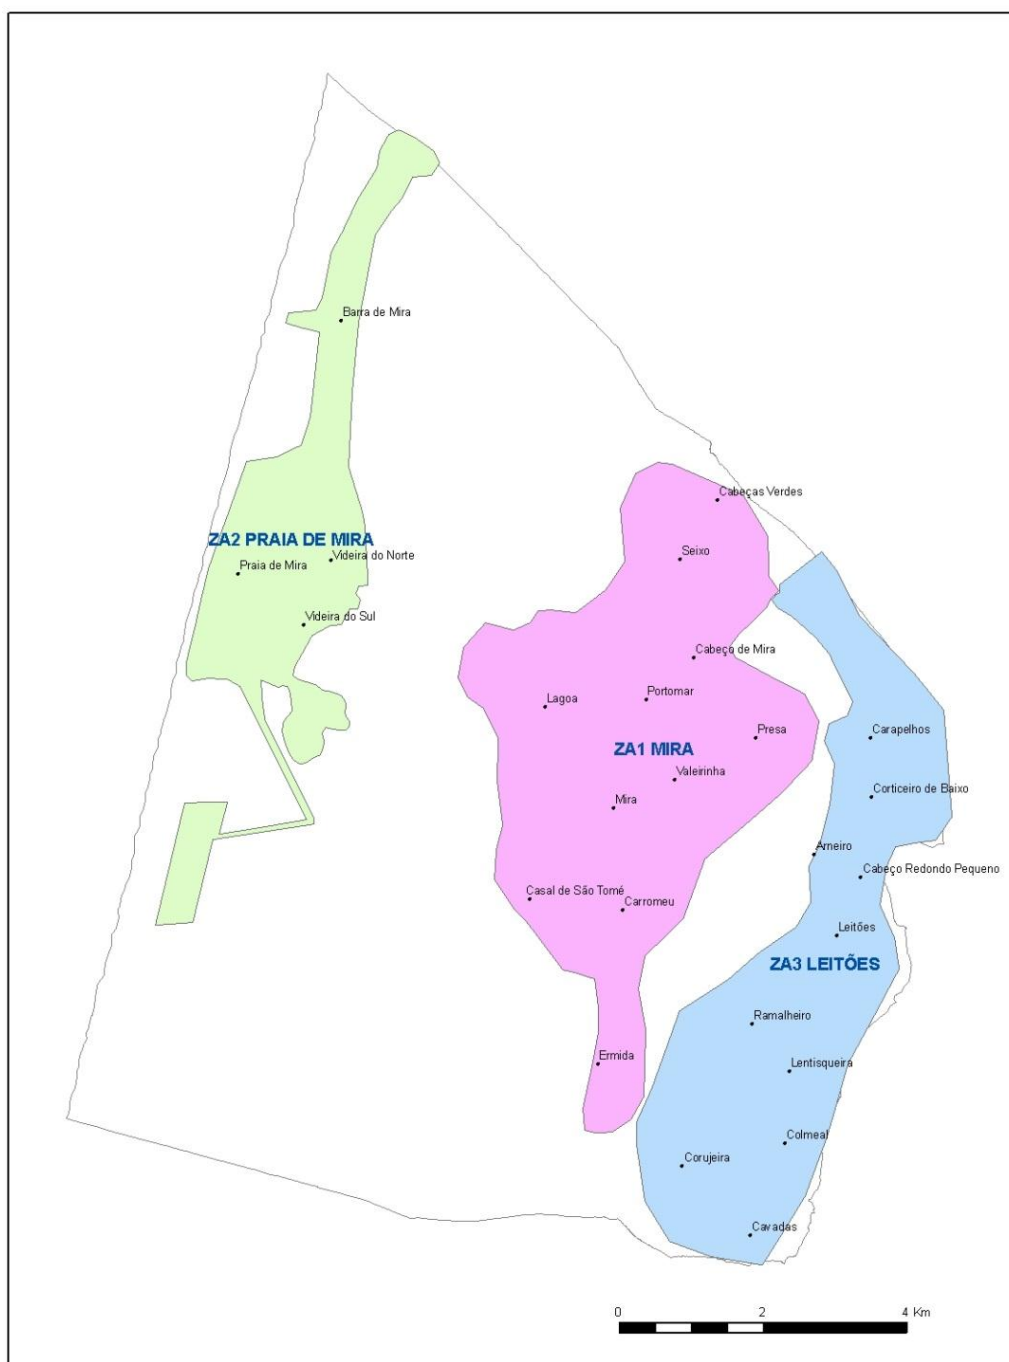 Barra de Mira
Cabeças Verdes
ZA2 PRAIA DE MIRA
Videira do Norte
Seixo
Praia de Mira
Videira do Sul
Cabeço de Mira
Lagoa
Portomar
Presa
Carapelhos
ZA1 MIRA
Valeirinha
Corticeiro de Baixo
Mira
Arneiro
Cabeço Redondo Pequeno
Casal de São Tomé
Carromeu
Leitões
ZA3 LEITÕES
Ramalheiro
Ermida
Lentisqueira
Colmeal
Corujeira
Cavadas
0 2 4 Km